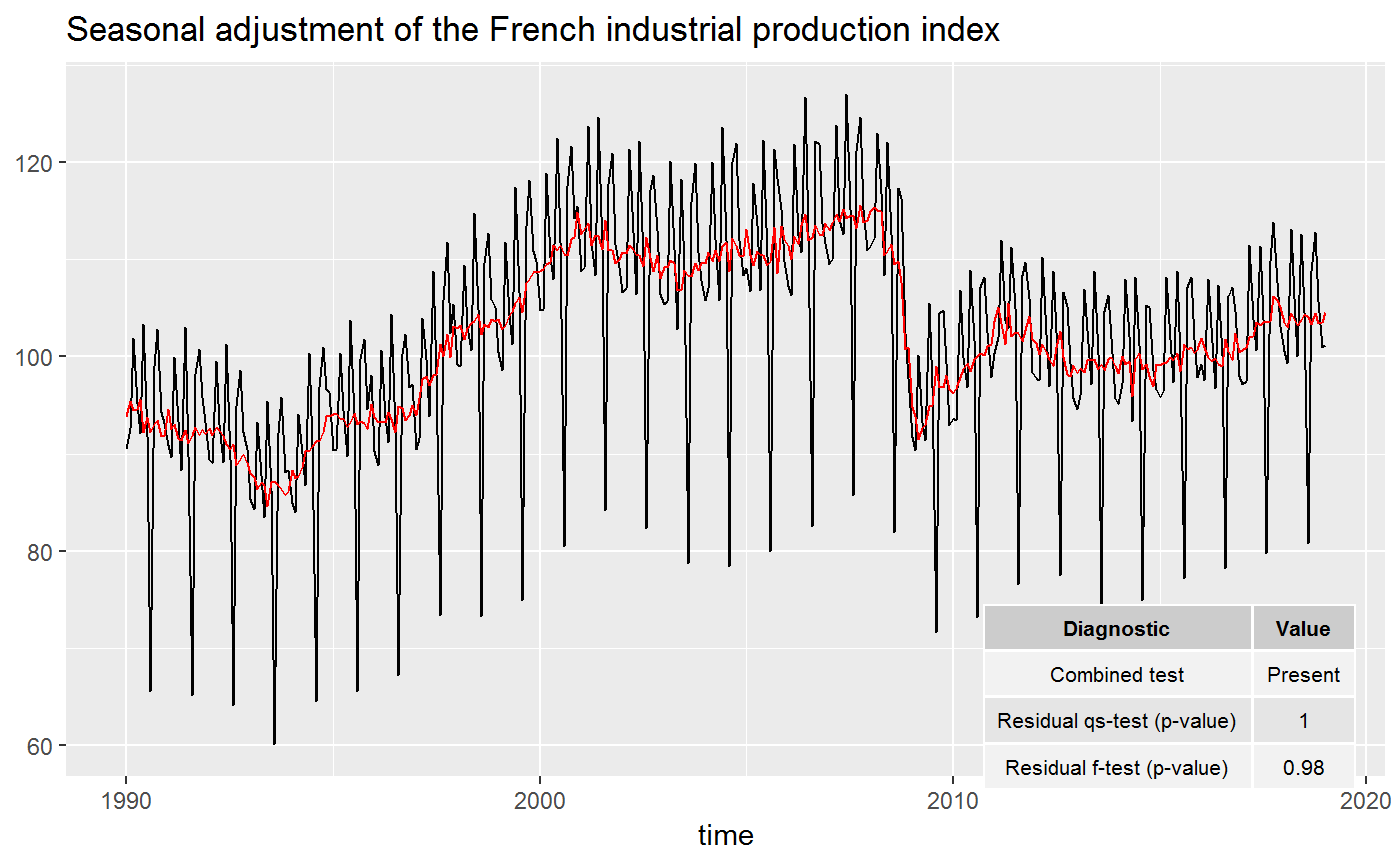 Seasonal adjustment of the French industrial production index
120
100
80
60
Diagnostic Value
Combined test Present
Residual qs-test (p-value) 1
Residual f-test (p-value) 0.98
1990 2000 2010 2020
time